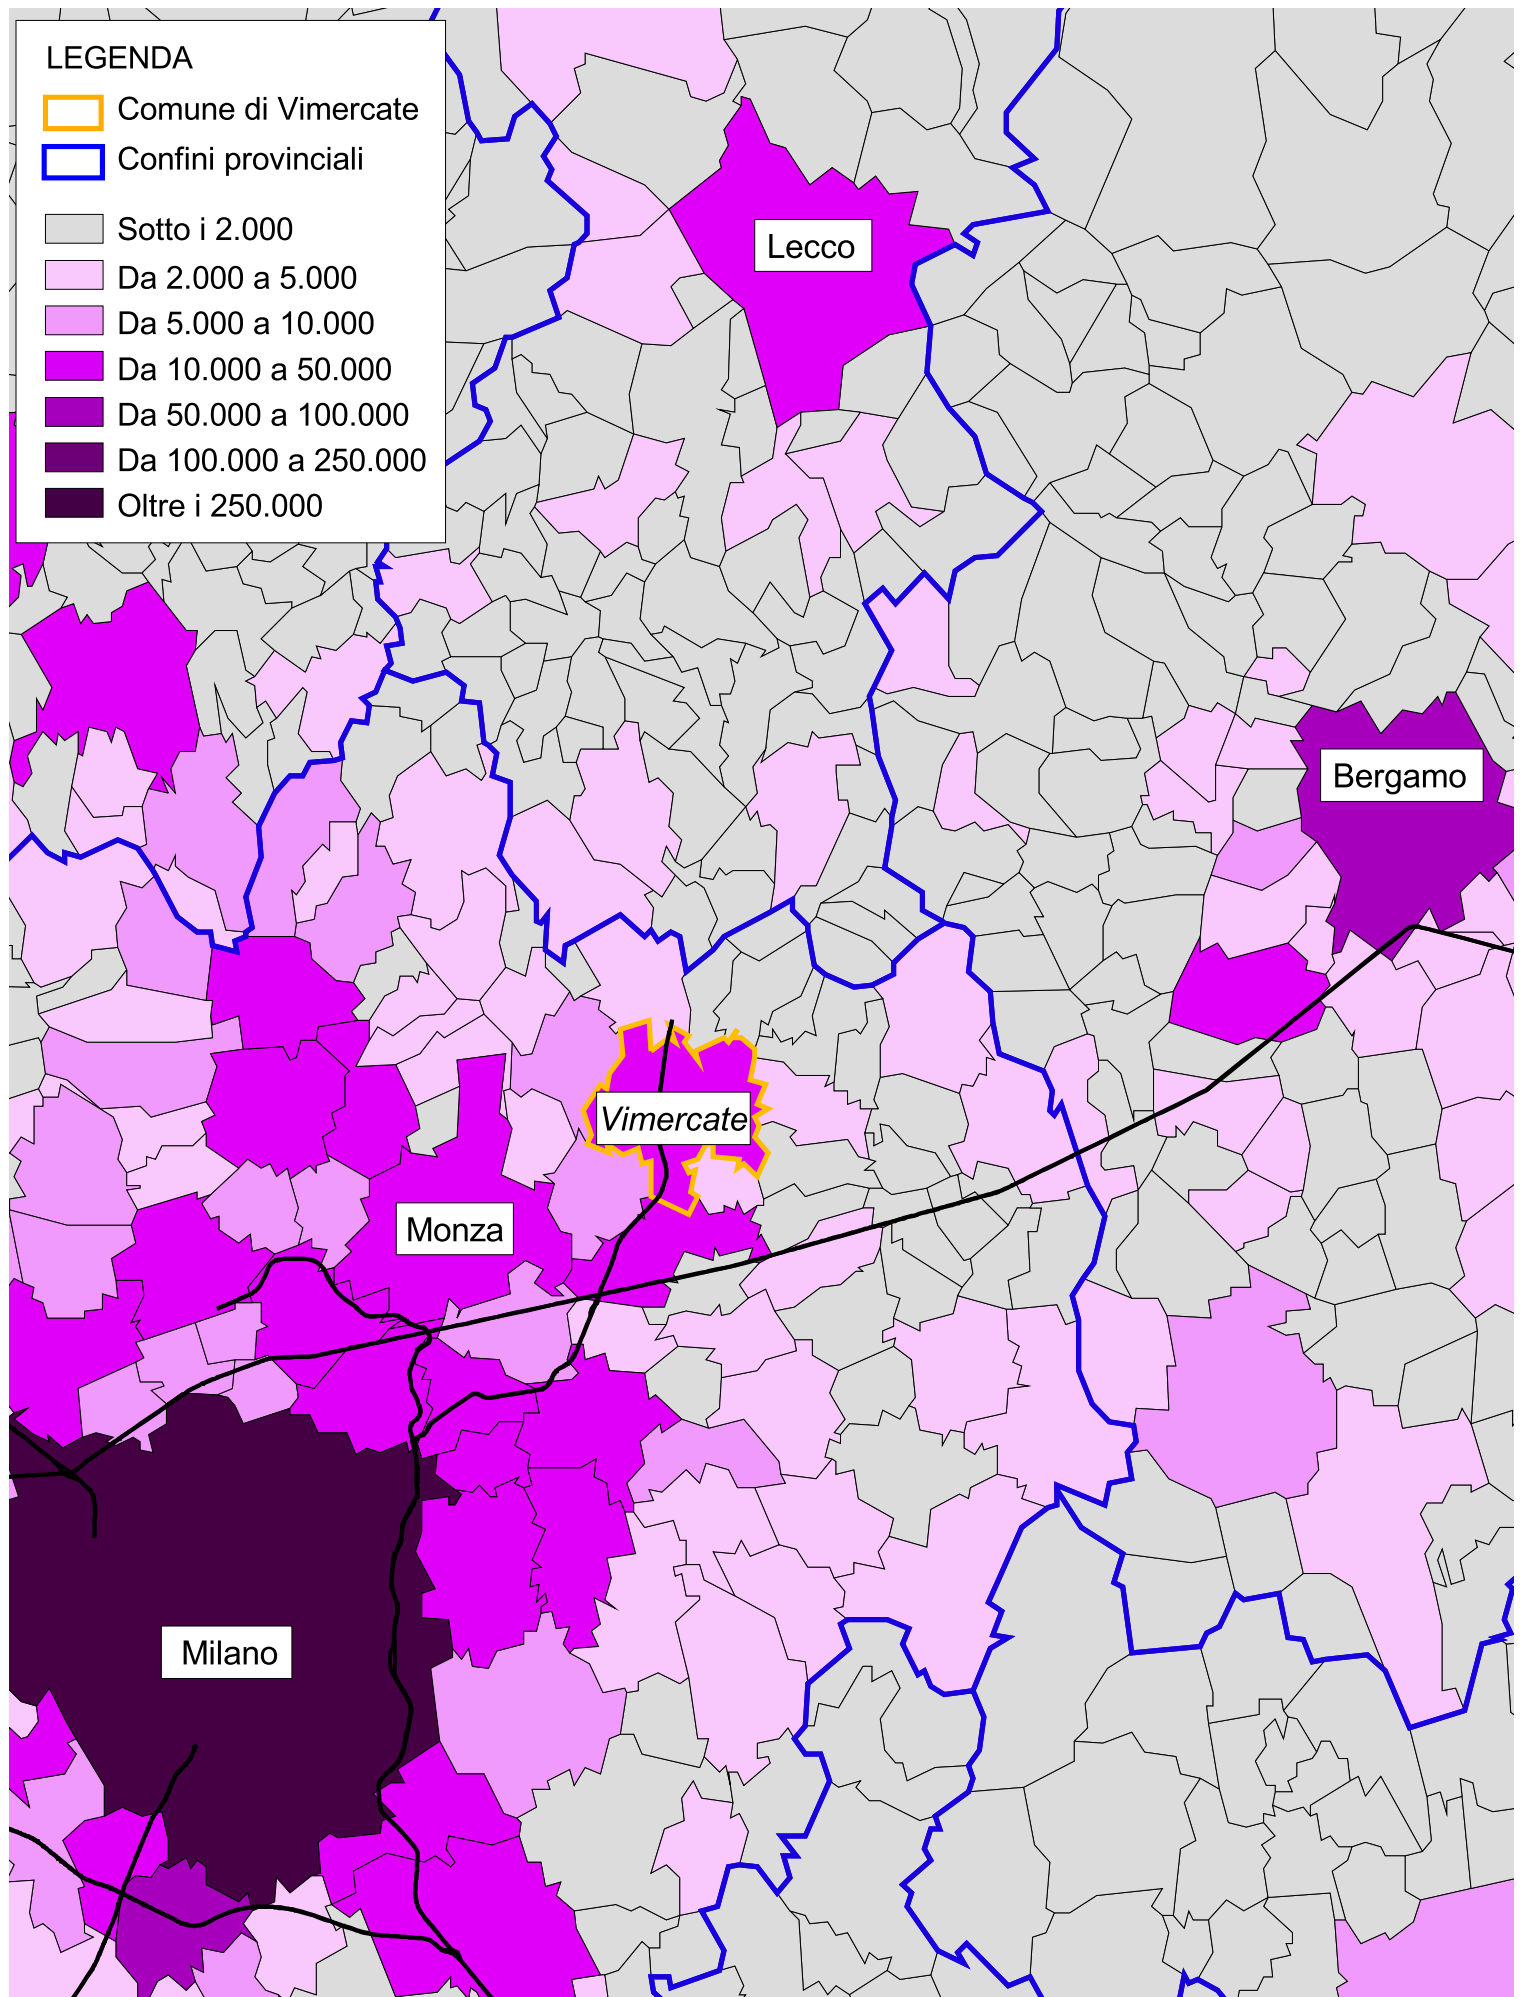 LEGENDA
Comune di Vimercate
Confini provinciali
Sotto i 2.000
Da 2.000 a 5.000
Da 5.000 a 10.000
Da 10.000 a 50.000
Da 50.000 a 100.000
Da 100.000 a 250.000
Oltre i 250.000
Lecco
Bergamo
Vimercate
Monza
Milano